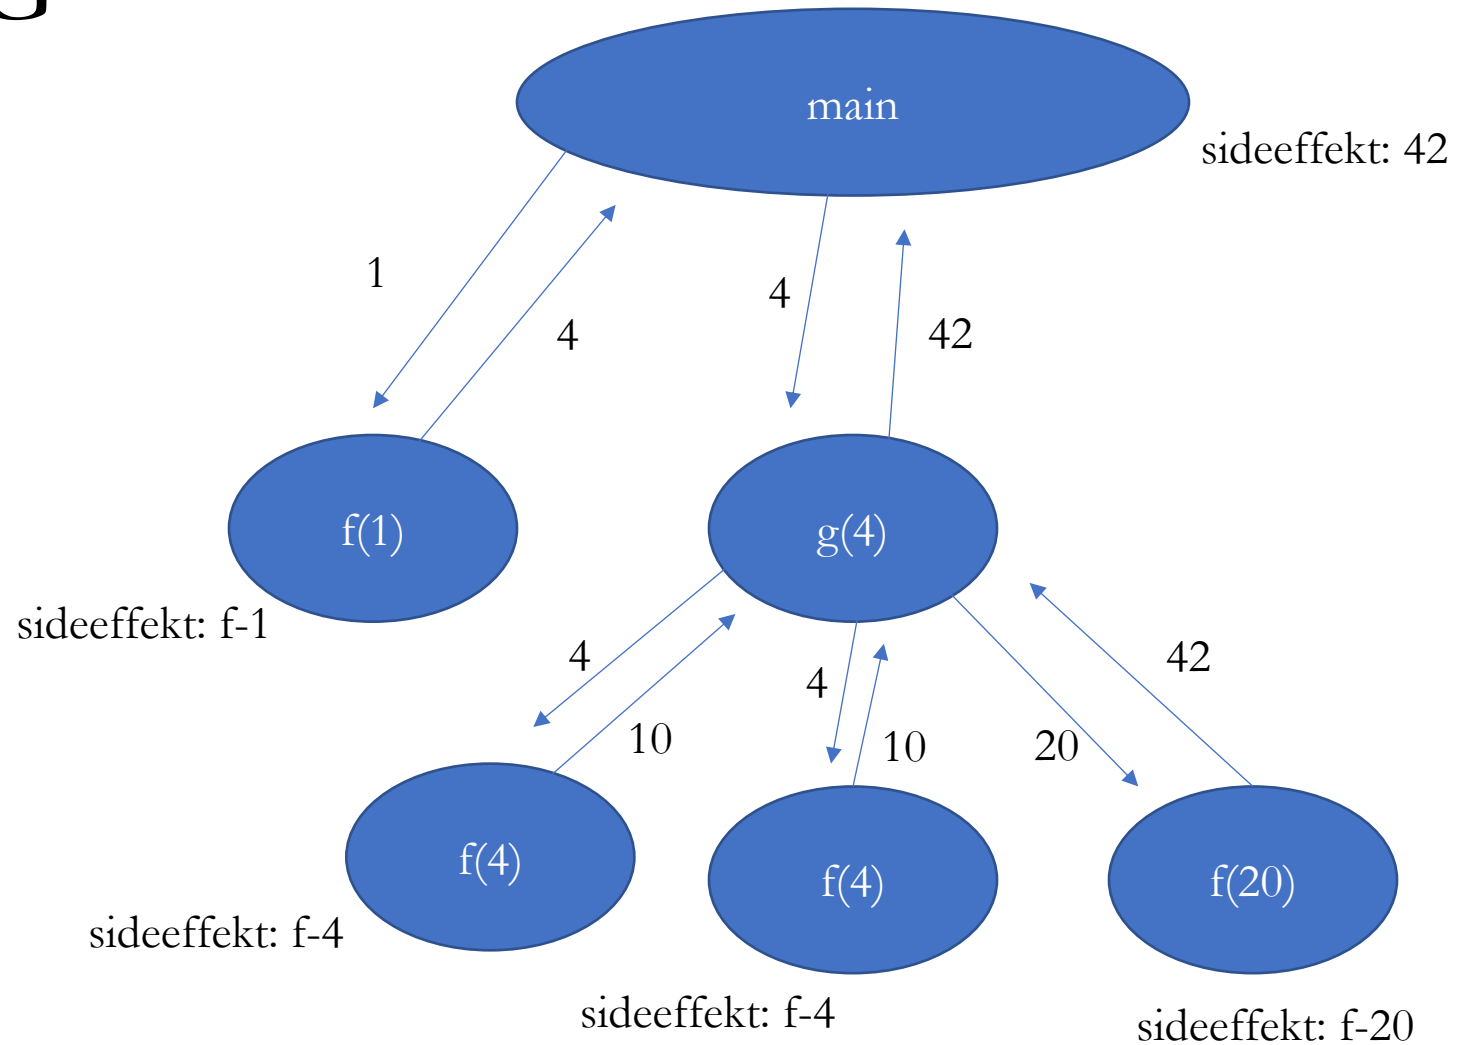 G
main
sideeffekt: 42
1
4
4
42
f(1)
g(4)
sideeffekt: f-1
4
10
4
10
20
42
f(4)
f(4)
f(20)
sideeffekt: f-4
sideeffekt: f-4
sideeffekt: f-20